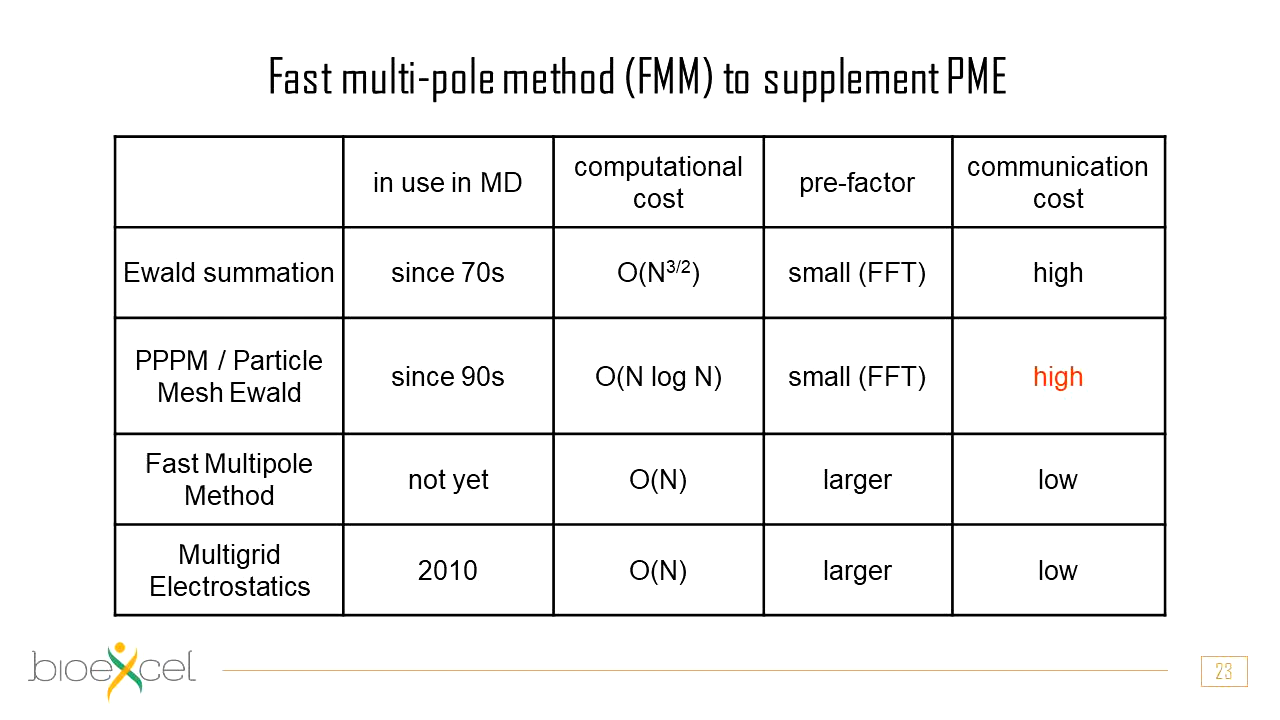 Fast multi-pole method (FMM) to supplement PME
in use in MD
computational
cost
pre-factor
communication
cost
Ewald summation
since 70s
O(N3/2)
small (FFT)
high
PPPM / Particle
Mesh Ewald
since 90s
O(N log N)
small (FFT)
high
Fast Multipole
Method
not yet
O(N)
larger
low
Multigrid
Electrostatics
2010
O(N)
larger
low
bioexcel
23